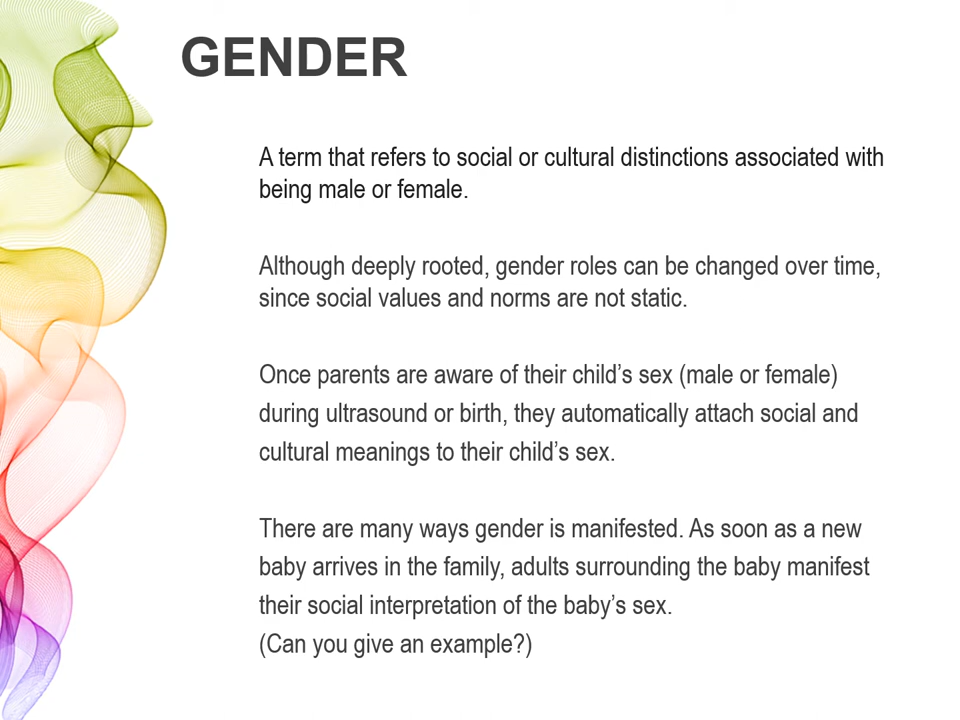 GENDER
A term that refers to social or cultural distinctions associated with
being male or female.
Although deeply rooted, gender roles can be changed over time,
since social values and norms are not static.
Once parents are aware of their child’s sex (male or female)
during ultrasound or birth, they automatically attach social and
cultural meanings to their child’s sex.
There are many ways gender is manifested. As soon as a new
baby arrives in the family, adults surrounding the baby manifest
their social interpretation of the baby’s sex.
(Can you give an example?)